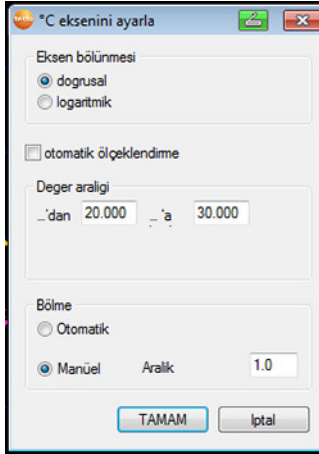 testo °C eksenini ayarla
Eksen bölünmesi
dogrusal
logaritmik
otomatik ölçeklendirme
Deger araligi
_'dan 20.000 _ 'a 30.000
Bölme
Otomatik
Manüel Aralik 1.0
TAMAM Iptal